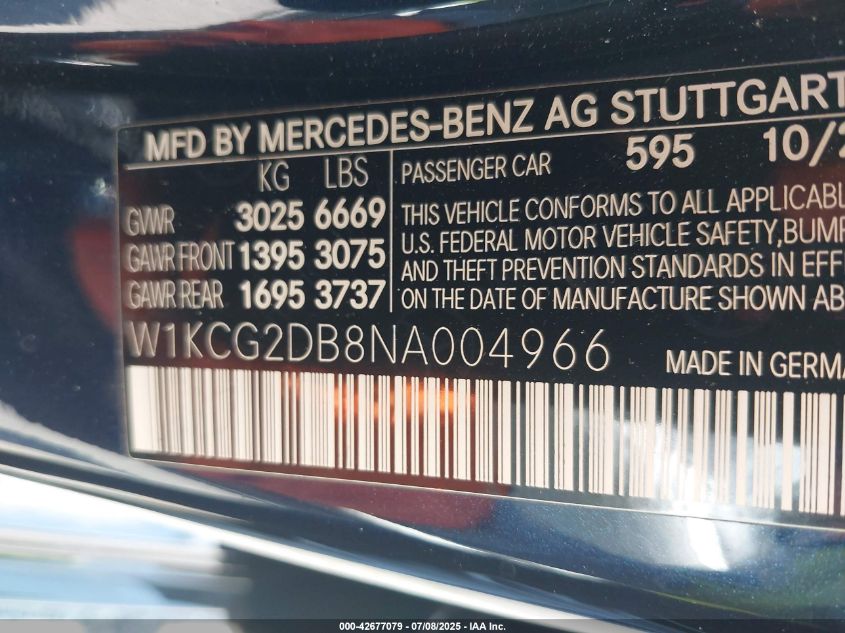 MFD BY MERCEDES-BENZ AG STUTTGART
KG LBS
GVWR 3025 6669
GAWR FRONT 1395 3075
GAWR REAR 1695 3737
PASSENGER CAR 595 10/2
THIS VEHICLE CONFORMS TO ALL APPLICABL
U.S. FEDERAL MOTOR VEHICLE SAFETY, BUMP
AND THEFT PREVENTION STANDARDS IN EFF
ON THE DATE OF MANUFACTURE SHOWN AB
W1KCG2DB8NA004966
MADE IN GERMA
000-42677079 - 07/08/2025 - IAA Inc.